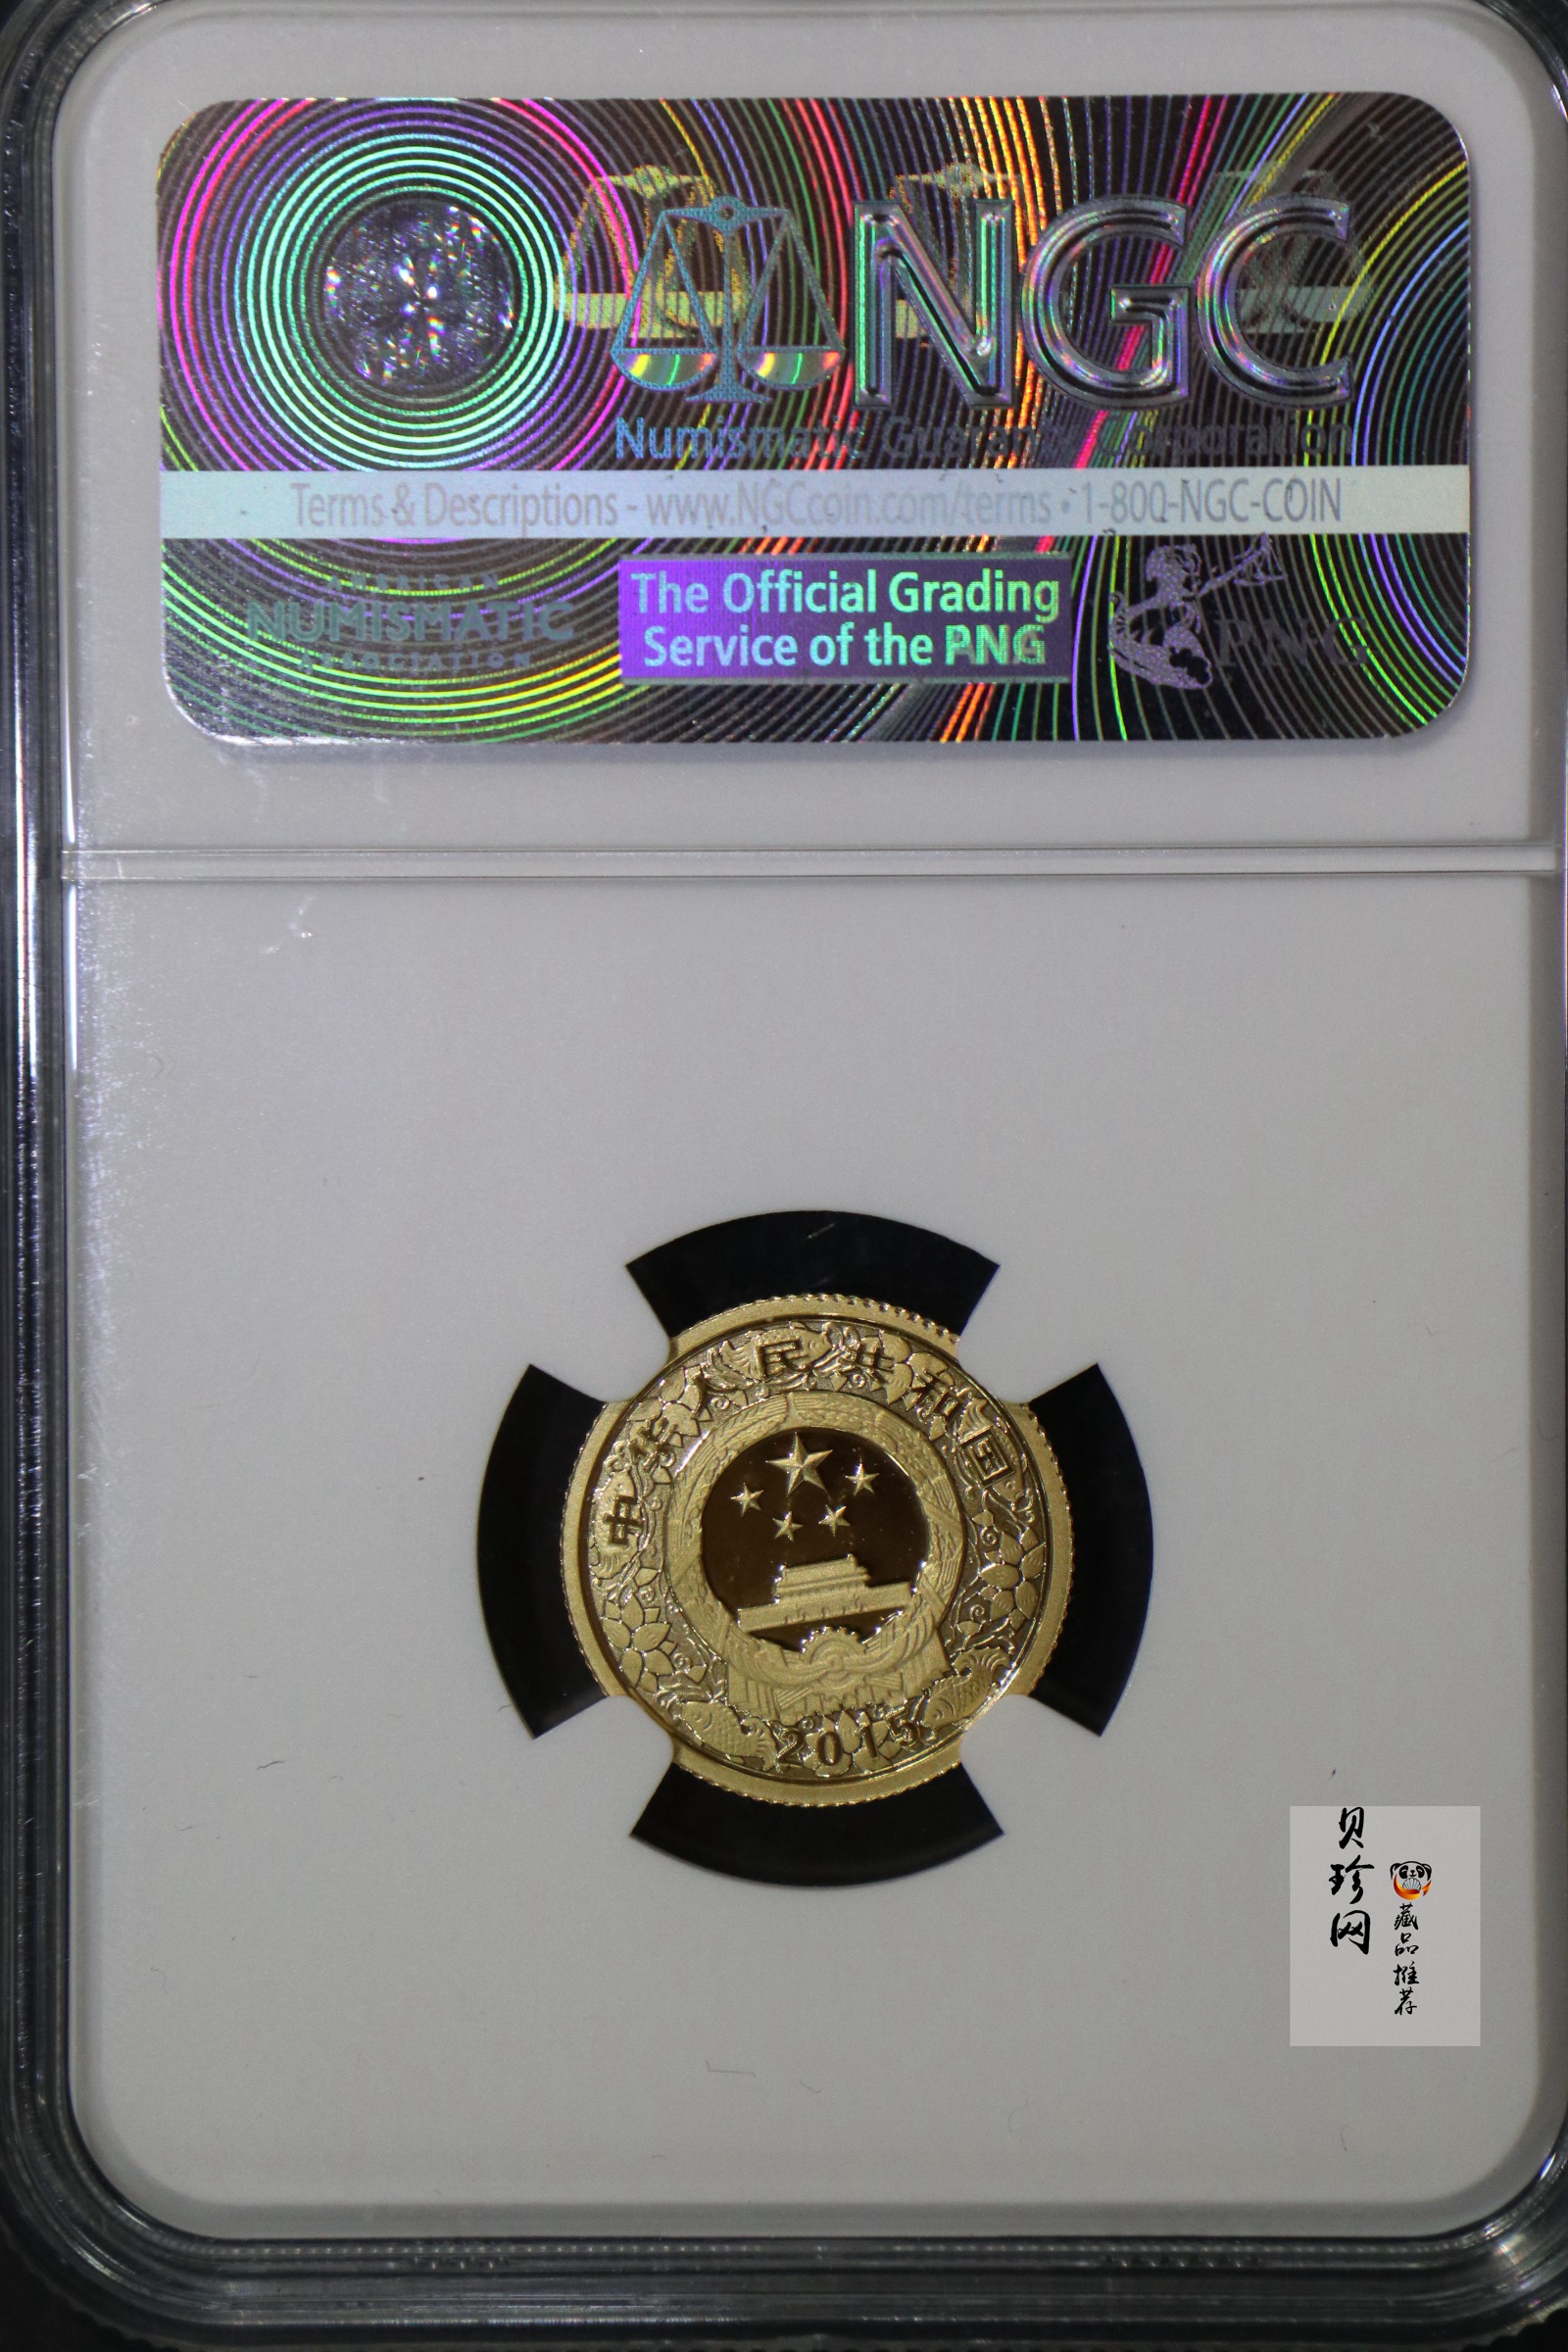 NGC
Numismatic Guaranty Corporation
Terms & Descriptions - www.NGCcoin.com/terms • 1-800-NGC-COIN
AMERICAN
NUMISMATIC
ASSOCIATION
The Official Grading
Service of the PNG
PNG
中华人民共和国
2015
贝珍网
藏品推荐